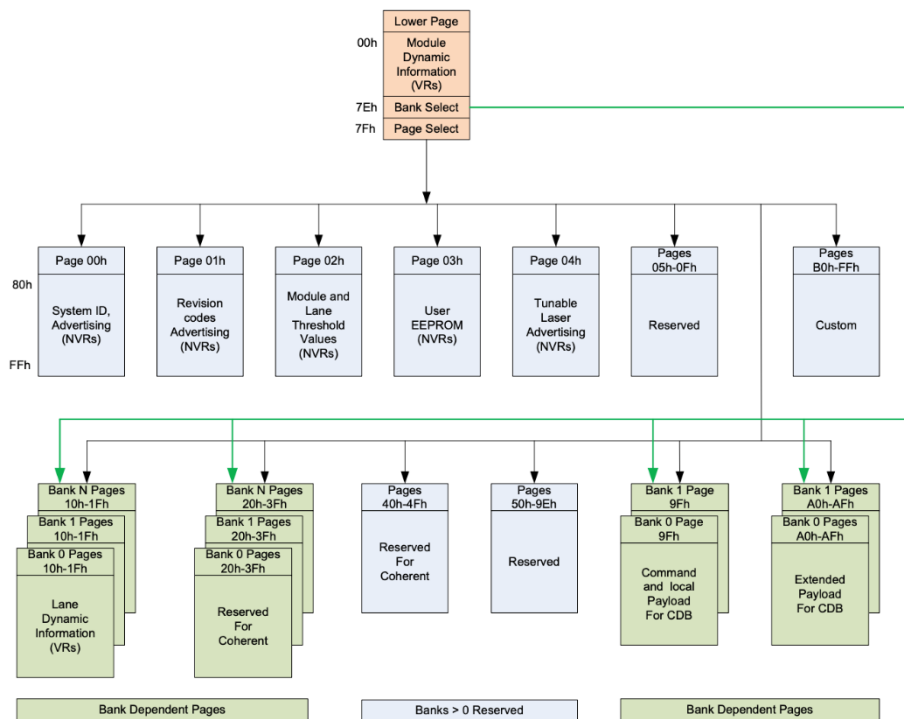 Lower Page
00h
Module
Dynamic
Information
(VRs)
7Eh
Bank Select
7Fh
Page Select
Page 00h
80h
System ID,
Advertising
(NVRs)
FFh
Page 01h
Revision
codes
Advertising
(NVRs)
Page 02h
Module and
Lane
Threshold
Values
(NVRs)
Page 03h
User
EEPROM
(NVRs)
Page 04h
Tunable
Laser
Advertising
(NVRs)
Pages
05h-0Fh
Reserved
Pages
B0h-FFh
Custom
Bank N Pages
10h-1Fh
Bank 1 Pages
10h-1Fh
Bank 0 Pages
10h-1Fh
Lane
Dynamic
Information
(VRs)
Bank N Pages
20h-3Fh
Bank 1 Pages
20h-3Fh
Bank 0 Pages
20h-3Fh
Reserved
For
Coherent
Pages
40h-4Fh
Reserved
For
Coherent
Pages
50h-9Eh
Reserved
Bank 1 Page
9Fh
Bank 0 Page
9Fh
Command
and local
Payload
For CDB
Bank 1 Pages
A0h-AFh
Bank 0 Pages
A0h-AFh
Extended
Payload
For CDB
Bank Dependent Pages
Banks > 0 Reserved
Bank Dependent Pages